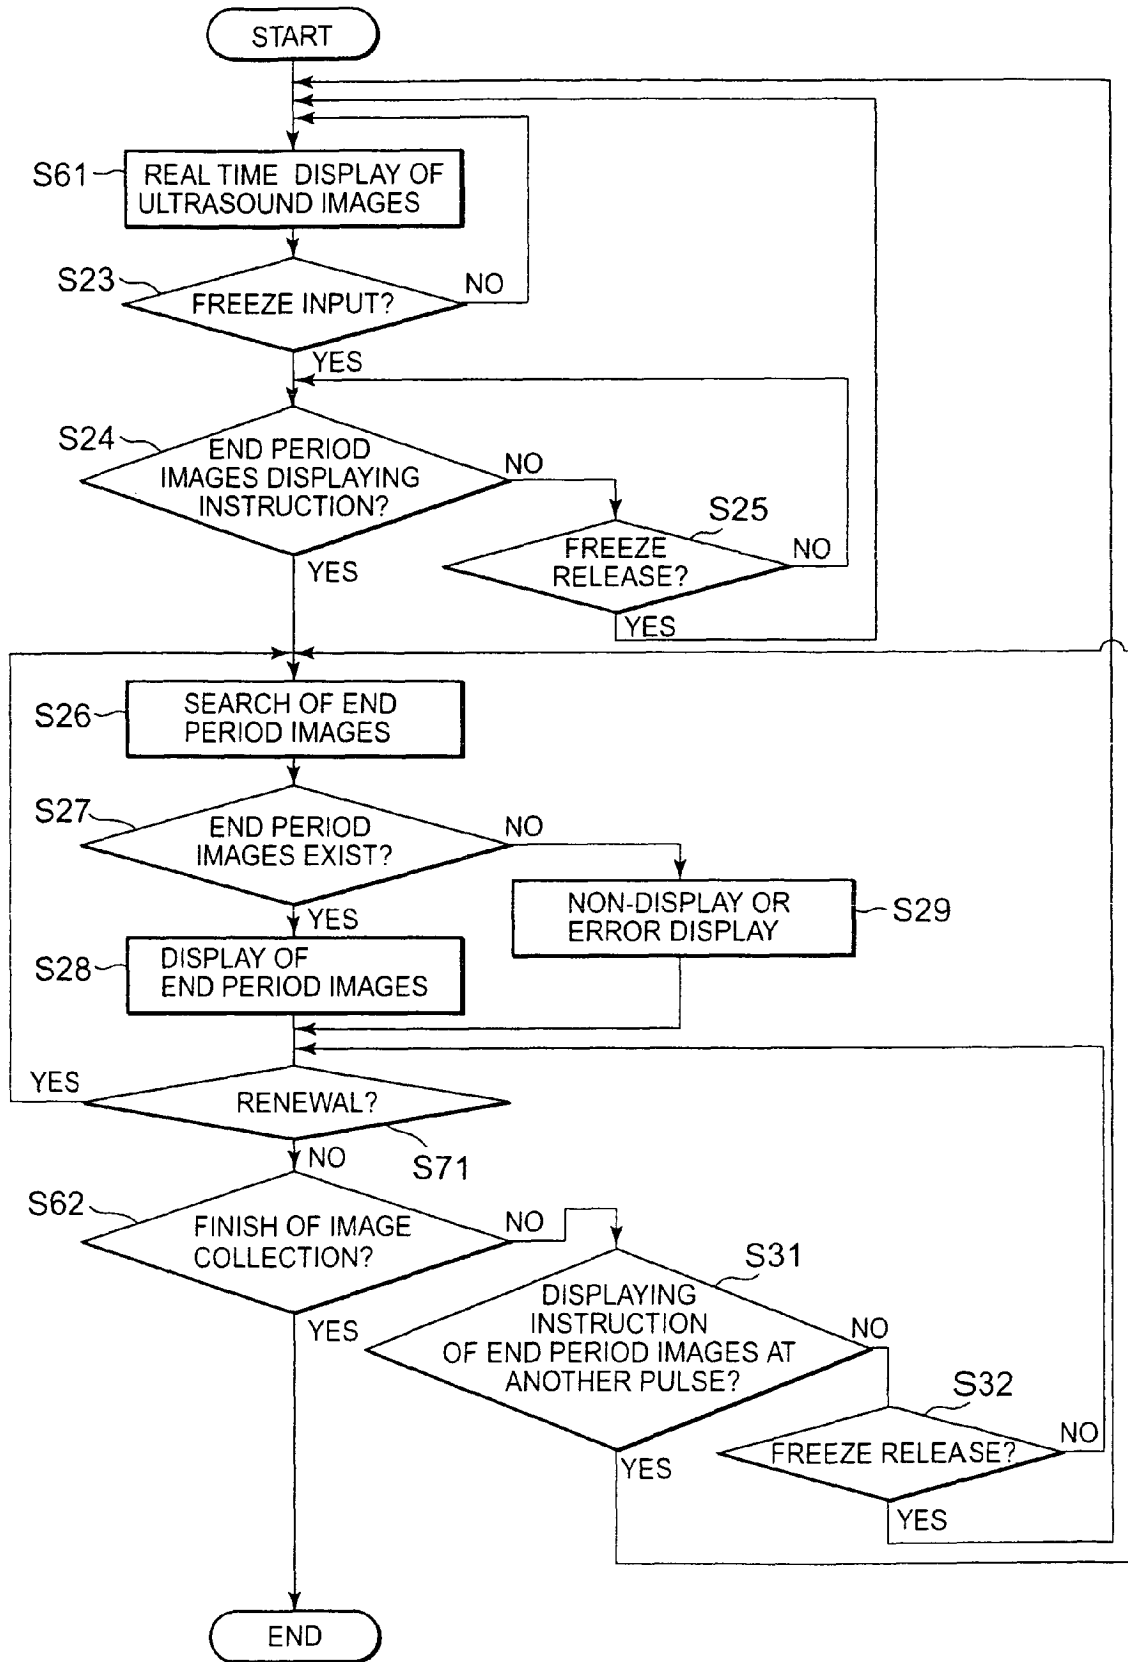 START
S61
REAL TIME DISPLAY OF
ULTRASOUND IMAGES
S23
FREEZE INPUT?
NO
YES
S24
END PERIOD
IMAGES DISPLAYING
INSTRUCTION?
NO
YES
S25
FREEZE
RELEASE?
NO
YES
S26
SEARCH OF END
PERIOD IMAGES
S27
END PERIOD
IMAGES EXIST?
NO
YES
NON-DISPLAY OR
ERROR DISPLAY
S29
S28
DISPLAY OF
END PERIOD IMAGES
YES
RENEWAL?
S71
NO
S62
FINISH OF IMAGE
COLLECTION?
NO
YES
S31
DISPLAYING
INSTRUCTION
OF END PERIOD IMAGES AT
ANOTHER PULSE?
NO
YES
S32
FREEZE RELEASE?
NO
YES
END